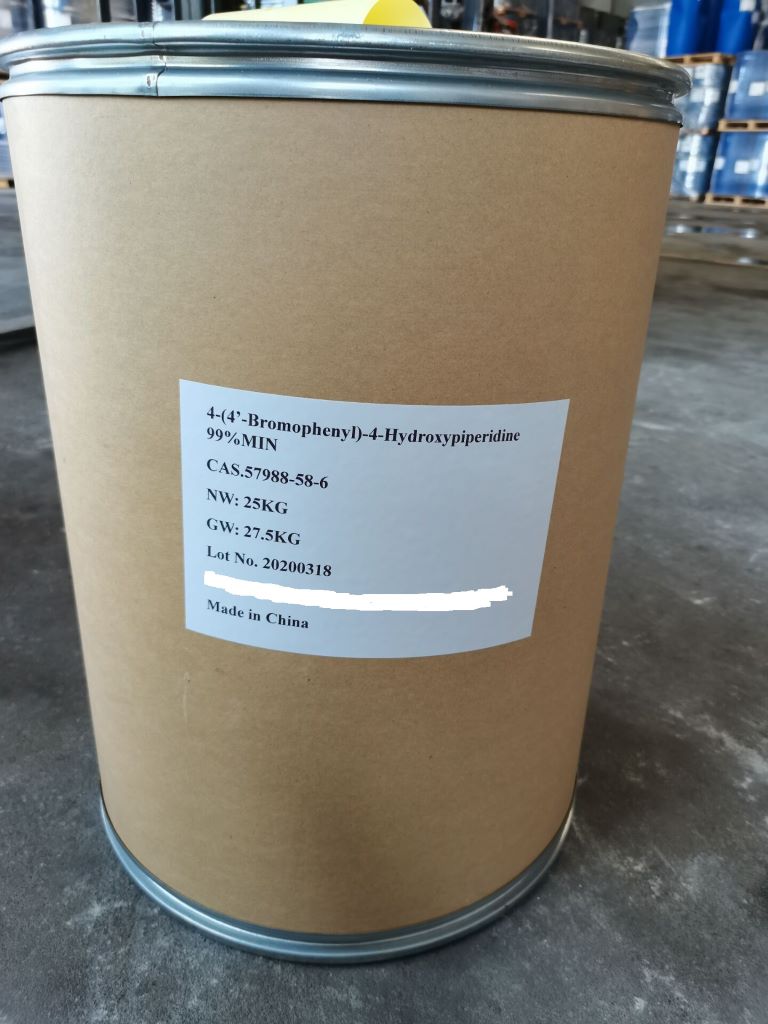 4-(4’-Bromophenyl)-4-Hydroxypiperidine
99%MIN
CAS.57988-58-6
NW: 25KG
GW: 27.5KG
Lot No. 20200318
Made in China